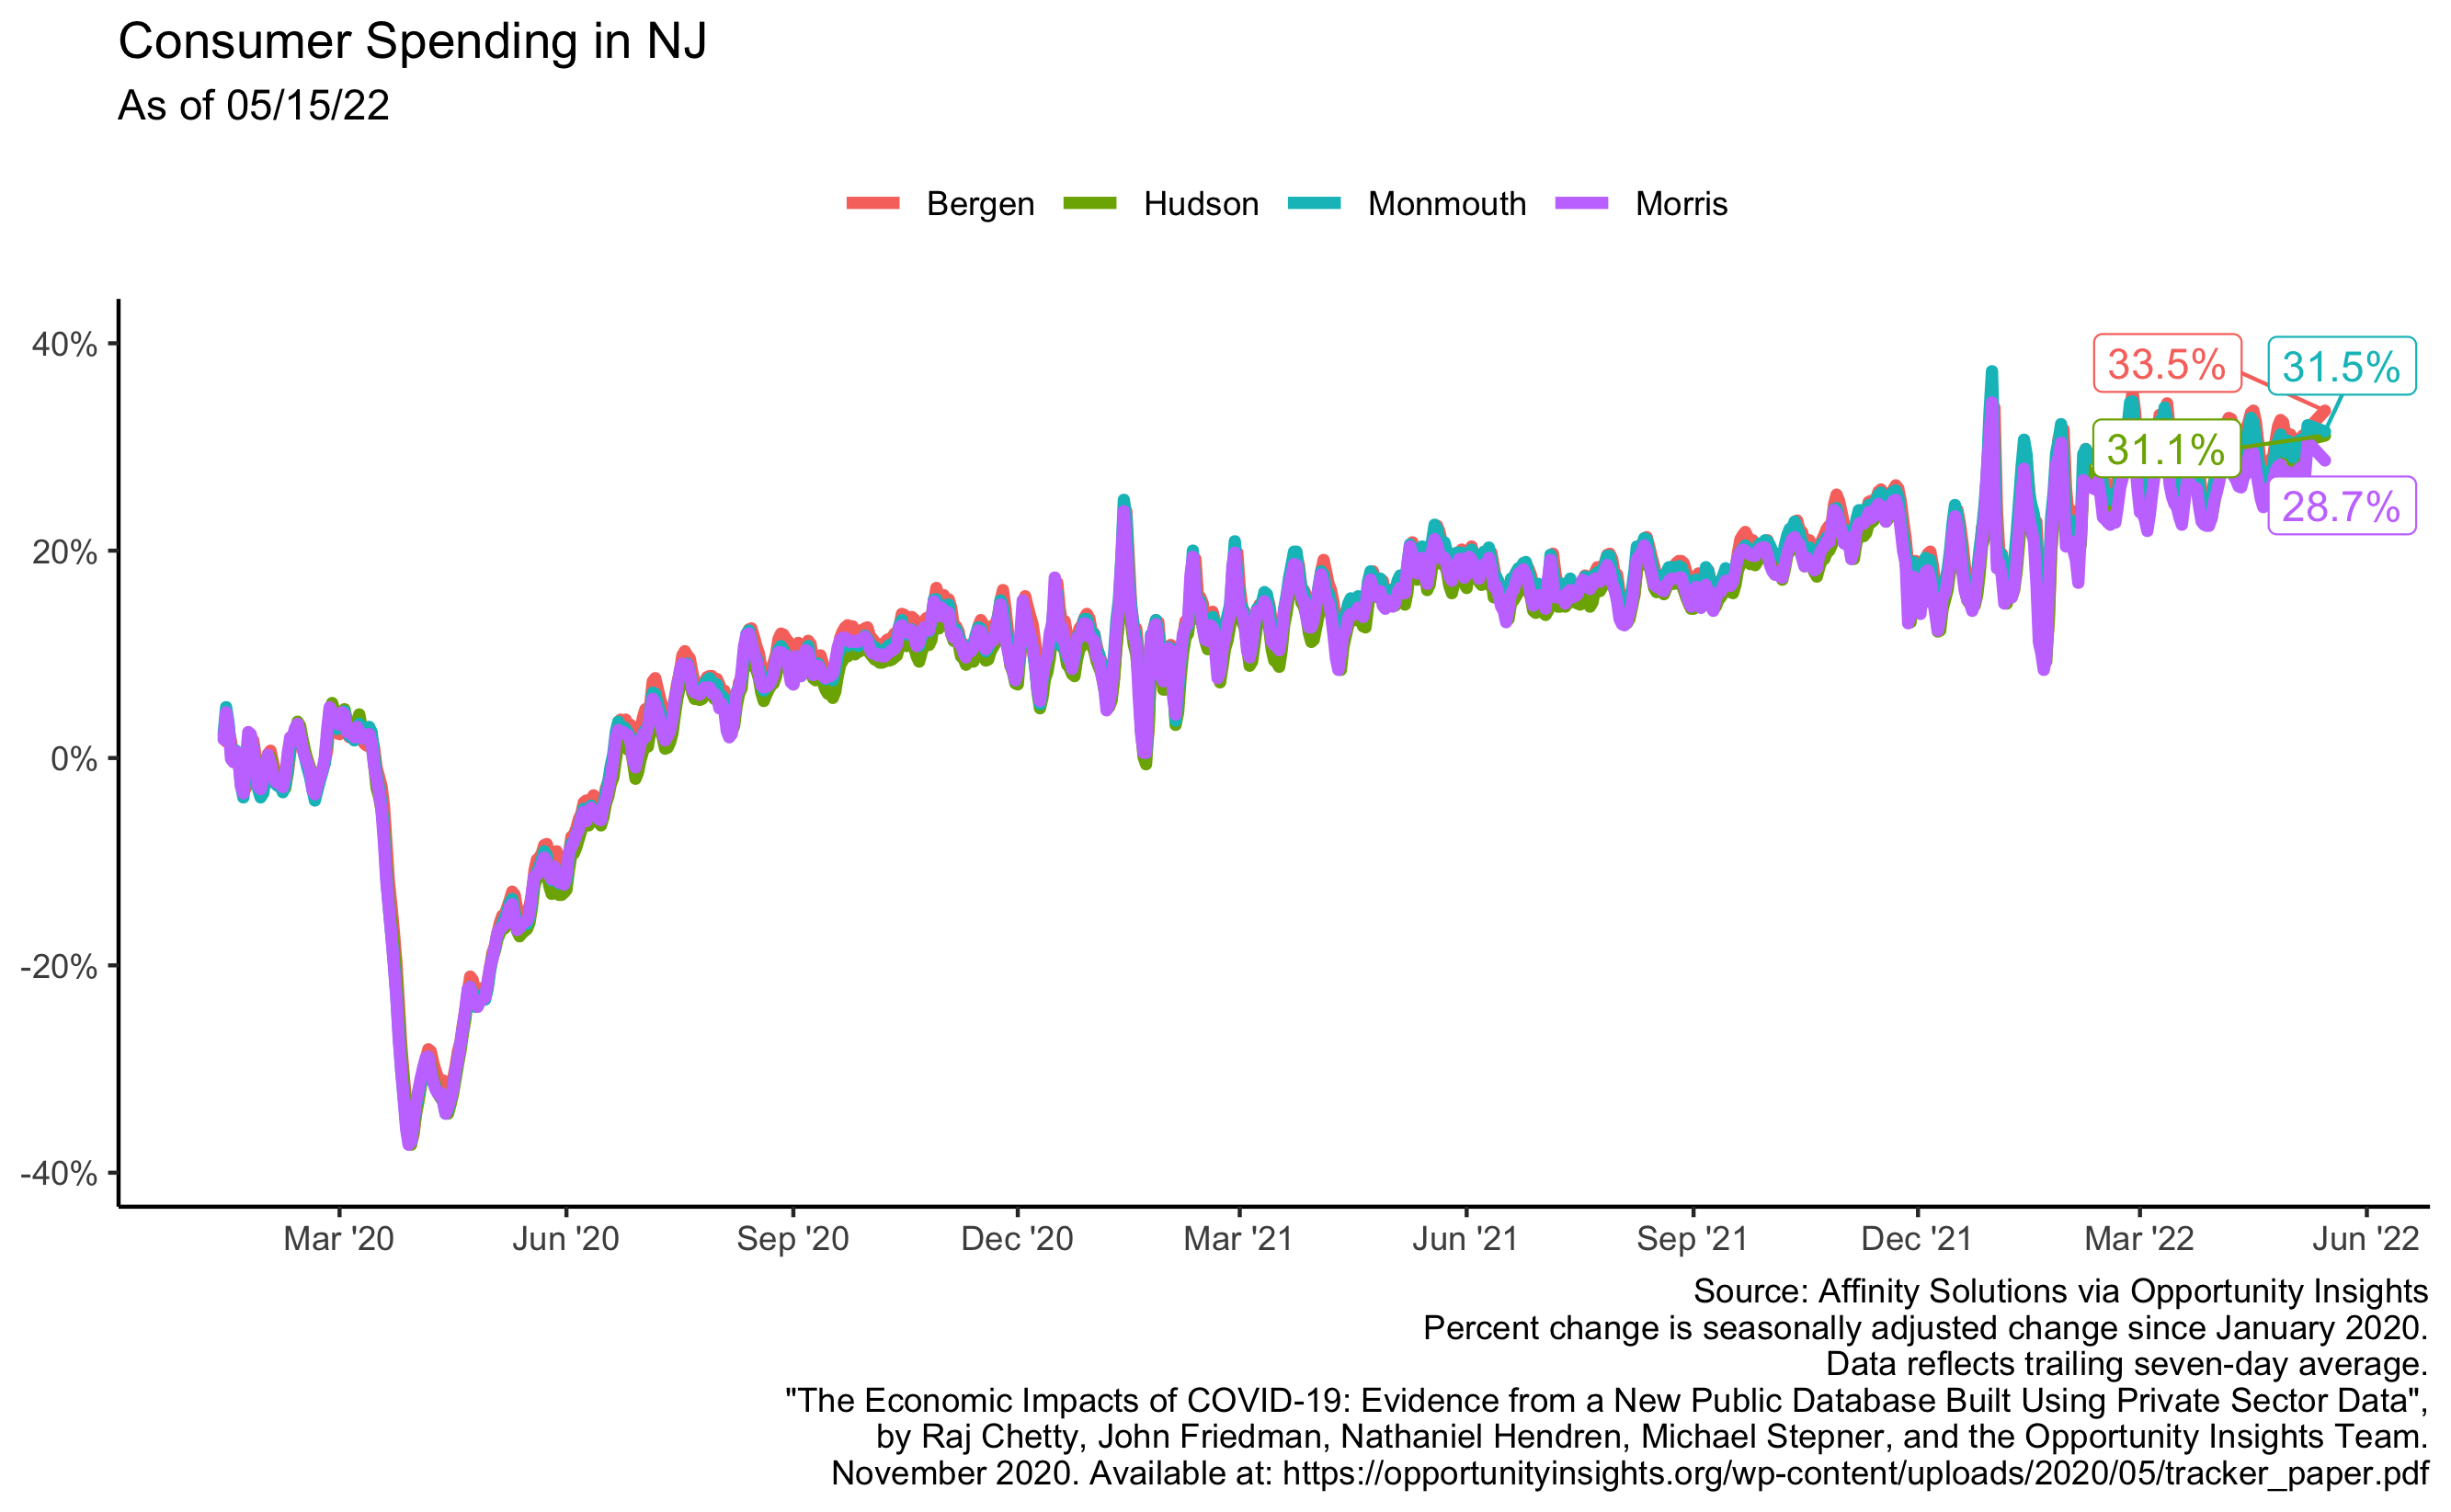 Consumer Spending in NJ
As of 05/15/22
Bergen Hudson Monmouth Morris
40%
20%
0%
-20%
-40%
33.5%
31.5%
31.1%
28.7%
Mar '20 Jun '20 Sep '20 Dec '20 Mar '21 Jun '21 Sep '21 Dec '21 Mar '22 Jun '22
Source: Affinity Solutions via Opportunity Insights
Percent change is seasonally adjusted change since January 2020.
Data reflects trailing seven-day average.
"The Economic Impacts of COVID-19: Evidence from a New Public Database Built Using Private Sector Data",
by Raj Chetty, John Friedman, Nathaniel Hendren, Michael Stepner, and the Opportunity Insights Team.
November 2020. Available at: https://opportunityinsights.org/wp-content/uploads/2020/05/tracker_paper.pdf